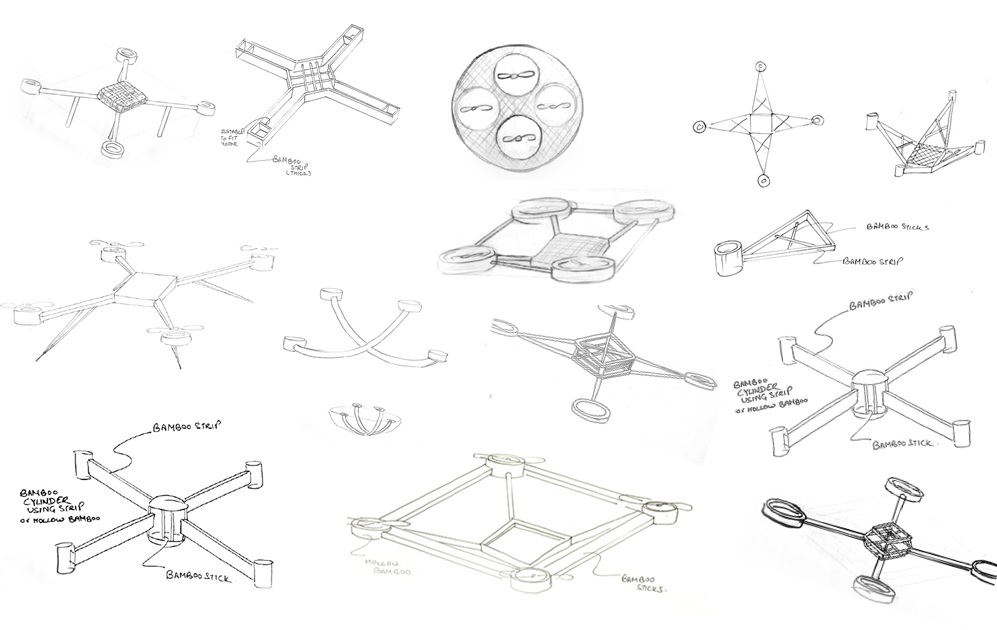 SUITABLE
TO FIT
MOTOR
BAMBOO
STRIP
(THICK)
BAMBOO STICKS
BAMBOO STRIP
BAMBOO STRIP
BAMBOO
CYLINDER
USING STRIP
or HOLLOW BAMBOO
BAMBOO STICK.
BAMBOO STRIP
BAMBOO
CYLINDER
USING STRIP
or HOLLOW BAMBOO
BAMBOO STICK
HOLLOW
BAMBOO
BAMBOO
STICKS.